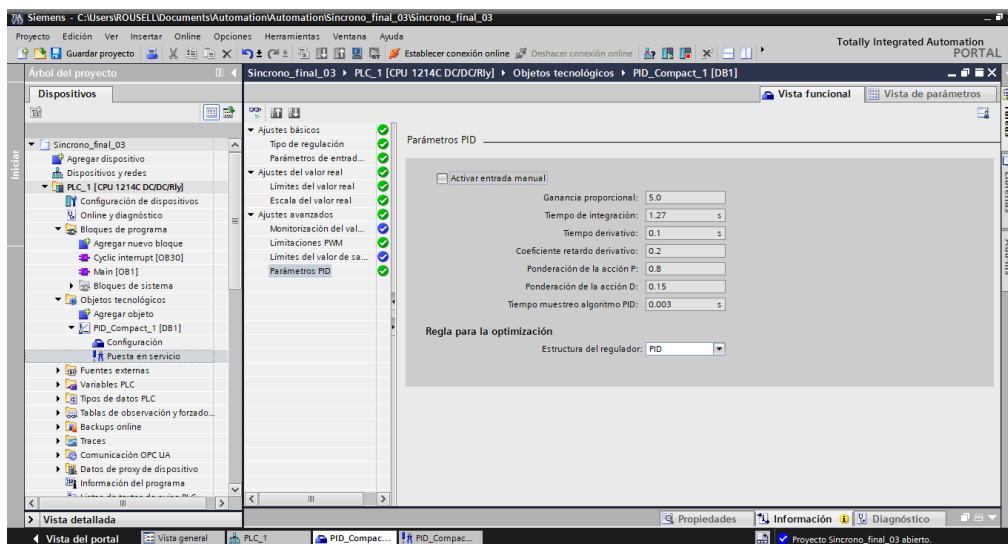 Siemens - C:\Users\ROUSELL\Documents\Automation\Automation\Sincrono_final_03\Sincrono_final_03
Proyecto Edición Ver Insertar Online Opciones Herramientas Ventana Ayuda
Guardar proyecto
Establecer conexión online
Deshacer conexión online
Totally Integrated Automation
PORTAL
Árbol del proyecto
Sincrono_final_03 PLC_1 [CPU 1214C DC/DC/Rly] Objetos tecnológicos PID_Compact_1 [DB1]
Dispositivos
Vista funcional
Vista de parámetros
Iniciar
Sincrono_final_03
Agregar dispositivo
Dispositivos y redes
PLC_1 [CPU 1214C DC/DC/Rly]
Configuración de dispositivos
Online y diagnóstico
Bloques de programa
Agregar nuevo bloque
Cyclic interrupt [OB30]
Main [OB1]
Bloques de sistema
Objetos tecnológicos
Agregar objeto
PID_Compact_1 [DB1]
Configuración
Puesta en servicio
Fuentes externas
Variables PLC
Tipos de datos PLC
Tablas de observación y forzado...
Backups online
Traces
Comunicación OPC UA
Datos de proxy de dispositivo
Información del programa
Vista detallada
Ajustes básicos
Tipo de regulación
Parámetros de entrad...
Ajustes del valor real
Límites del valor real
Escala del valor real
Ajustes avanzados
Monitorización del val...
Limitaciones PWM
Límites del valor de sa...
Parámetros PID
Parámetros PID
Activar entrada manual
Ganancia proporcional: 5.0
Tiempo de integración: 1.27 s
Tiempo derivativo: 0.1 s
Coeficiente retardo derivativo: 0.2
Ponderación de la acción P: 0.8
Ponderación de la acción D: 0.15
Tiempo muestreo algoritmo PID: 0.003 s
Regla para la optimización
Estructura del regulador: PID
Propiedades
Información
Diagnóstico
Vista del portal
Vista general
PLC_1
PID_Compac...
PID_Compac...
Proyecto Sincrono_final_03 abierto.